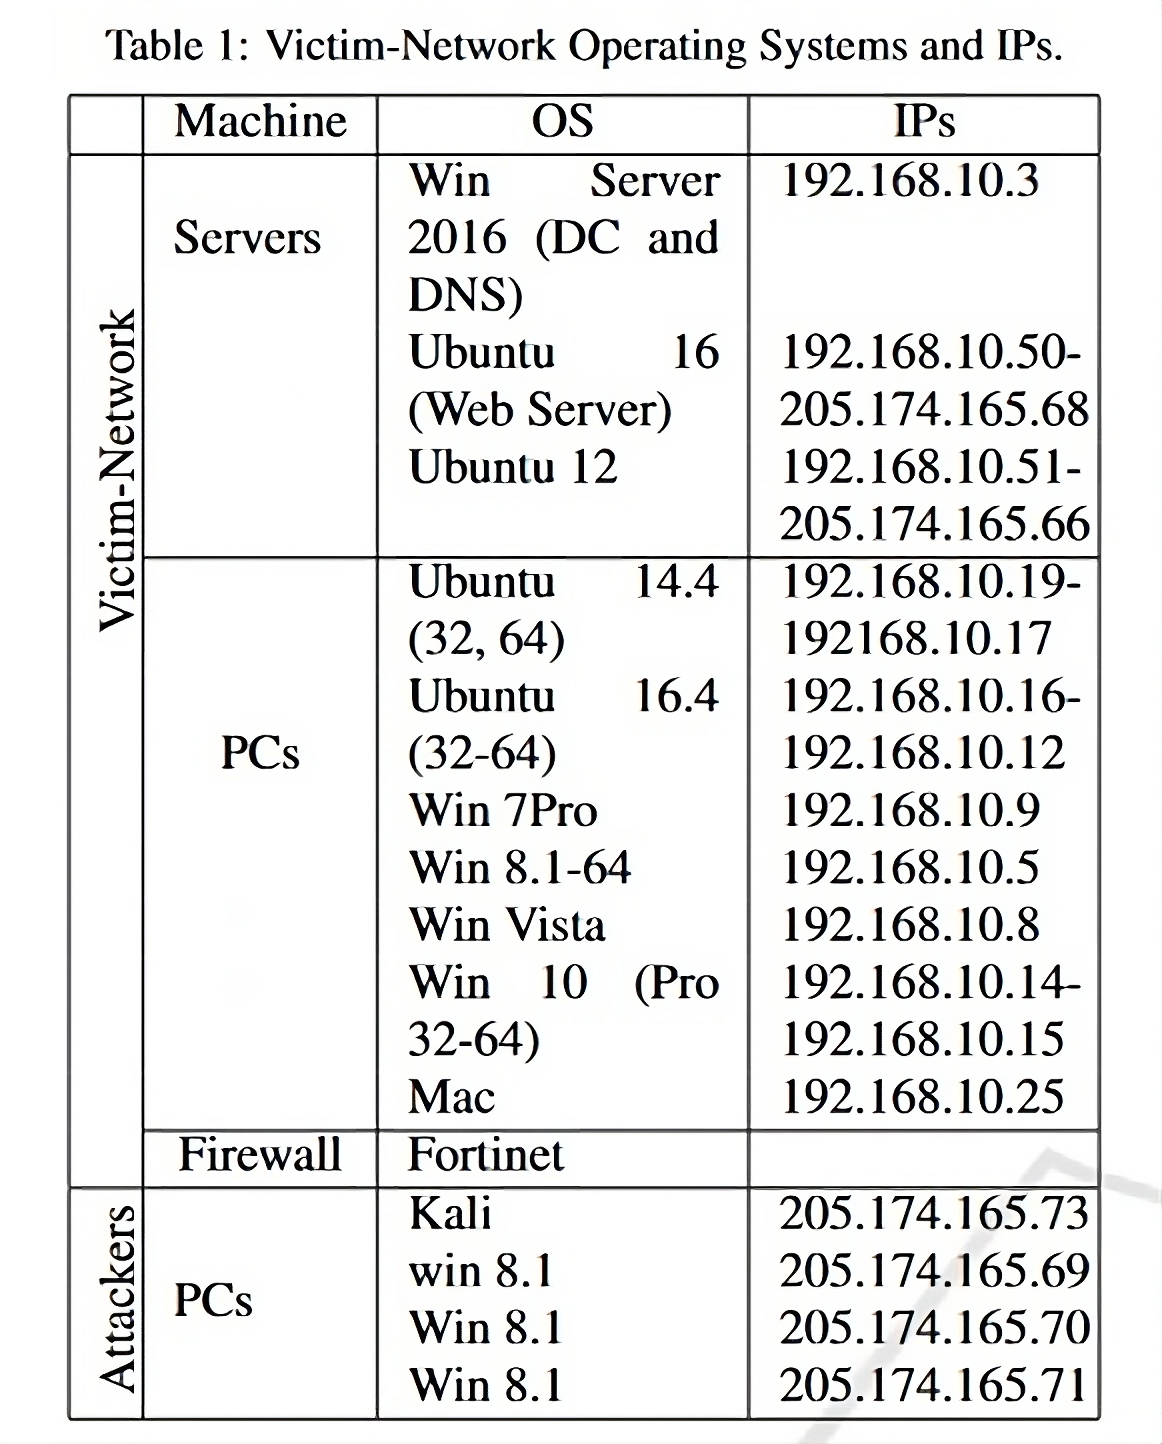 Table 1: Victim-Network Operating Systems and IPs.
Machine OS IPs
Victim-Network
Servers
Win Server 192.168.10.3
2016 (DC and
DNS)
Ubuntu 16 192.168.10.50-
(Web Server) 205.174.165.68
Ubuntu 12 192.168.10.51-
205.174.165.66
PCs
Ubuntu 14.4 192.168.10.19-
(32, 64) 192168.10.17
Ubuntu 16.4 192.168.10.16-
(32-64) 192.168.10.12
Win 7Pro 192.168.10.9
Win 8.1-64 192.168.10.5
Win Vista 192.168.10.8
Win 10 (Pro 192.168.10.14-
32-64) 192.168.10.15
Mac 192.168.10.25
Firewall Fortinet
Attackers
PCs
Kali 205.174.165.73
win 8.1 205.174.165.69
Win 8.1 205.174.165.70
Win 8.1 205.174.165.71